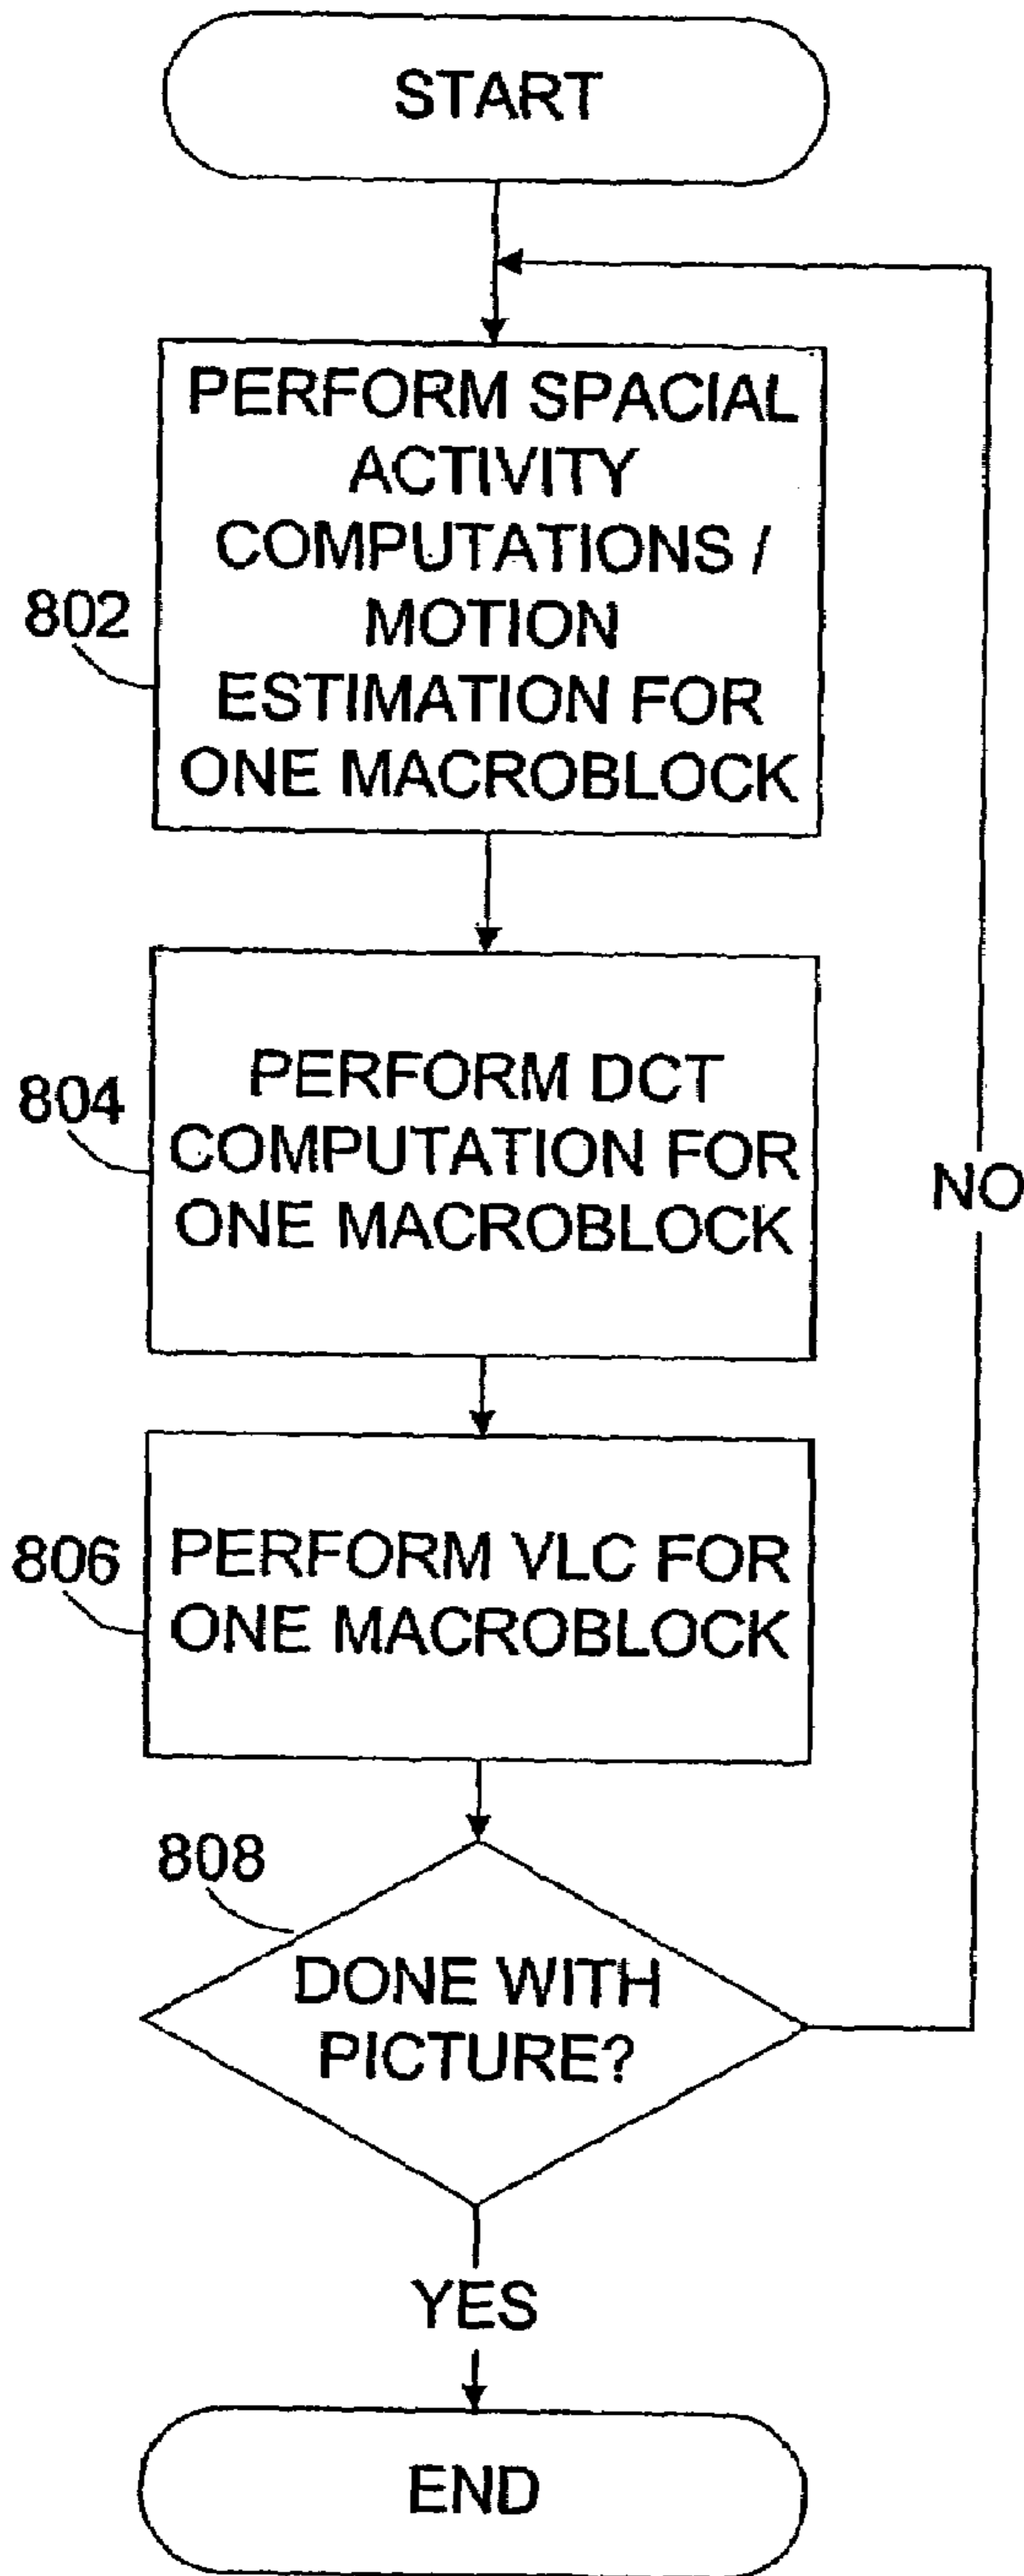 START
PERFORM SPACIAL
ACTIVITY
COMPUTATIONS /
MOTION
ESTIMATION FOR
ONE MACROBLOCK
802
PERFORM DCT
COMPUTATION FOR
ONE MACROBLOCK
804
NO
PERFORM VLC FOR
ONE MACROBLOCK
806
808
DONE WITH
PICTURE?
YES
END